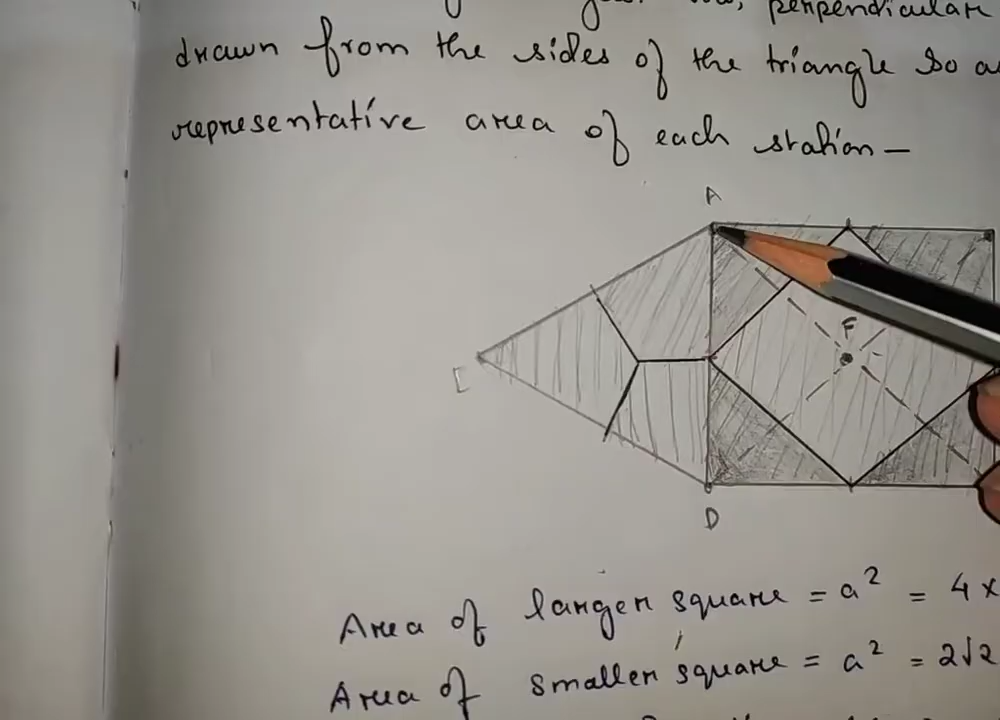 perpendicular
drawn from the sides of the triangle so
representative area of each station —
A
F
E
D
Area of larger square = a² = 4 ×
Area of smaller square = a² = 2√2